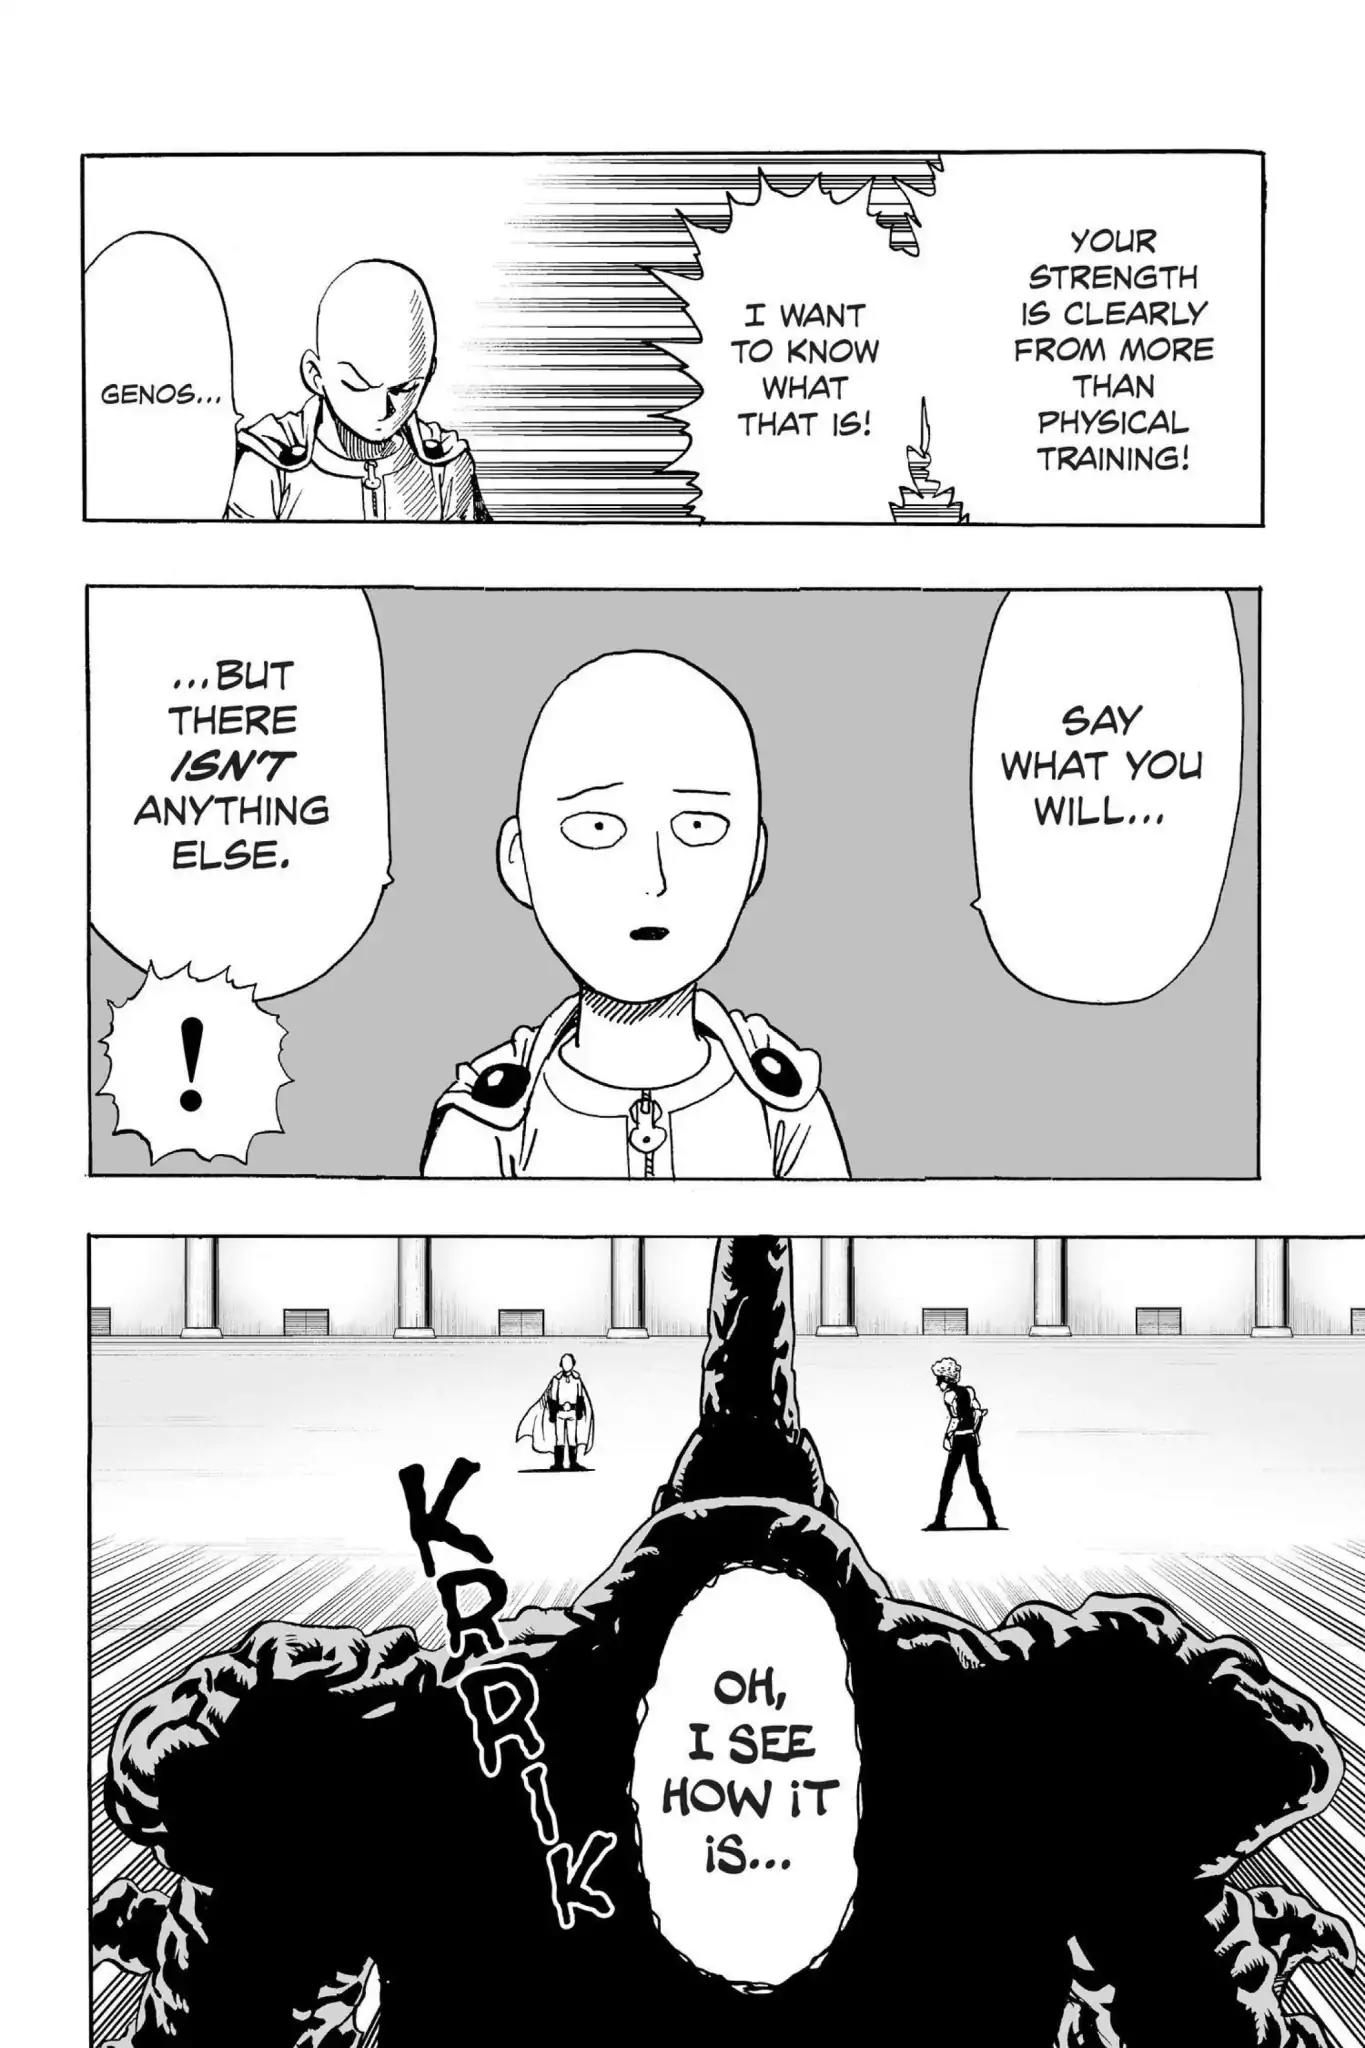 YOUR
STRENGTH
IS CLEARLY
FROM MORE
THAN
PHYSICAL
TRAINING!
I WANT
TO KNOW
WHAT
THAT IS!
GENOS...
SAY
WHAT YOU
WILL...
...BUT
THERE
ISN'T
ANYTHING
ELSE.
!
KRRIK
OH,
I SEE
HOW IT
IS...